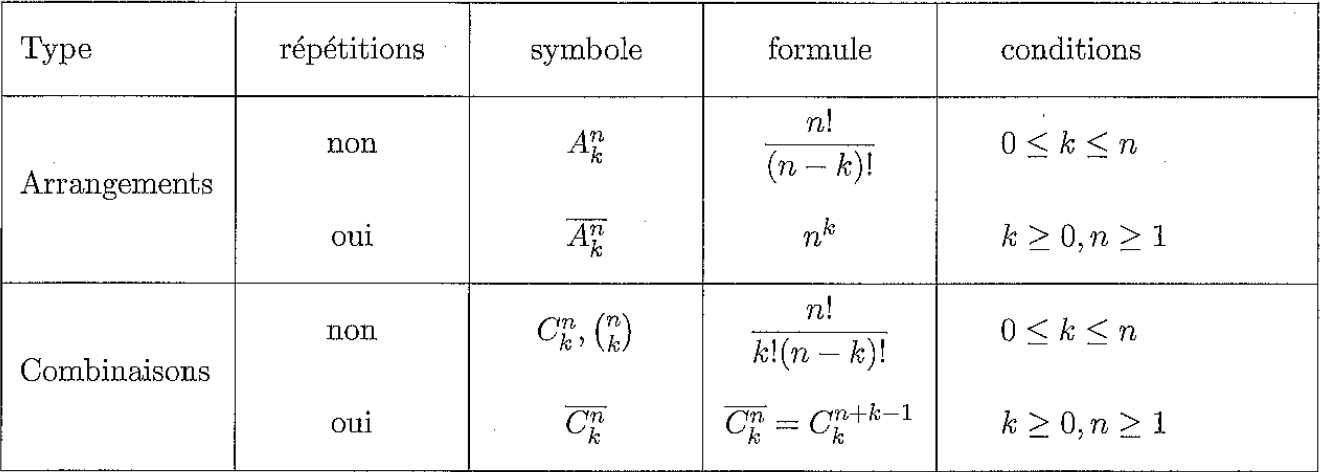 Type répétitions symbole formule conditions
Arrangements
non $A_k^n$ $\frac{n!}{(n-k)!}$ $0 \leq k \leq n$
oui $\overline{A_k^n}$ $n^k$ $k \geq 0, n \geq 1$
Combinaisons
non $C_k^n, \binom{n}{k}$ $\frac{n!}{k!(n-k)!}$ $0 \leq k \leq n$
oui $\overline{C_k^n}$ $\overline{C_k^n} = C_k^{n+k-1}$ $k \geq 0, n \geq 1$